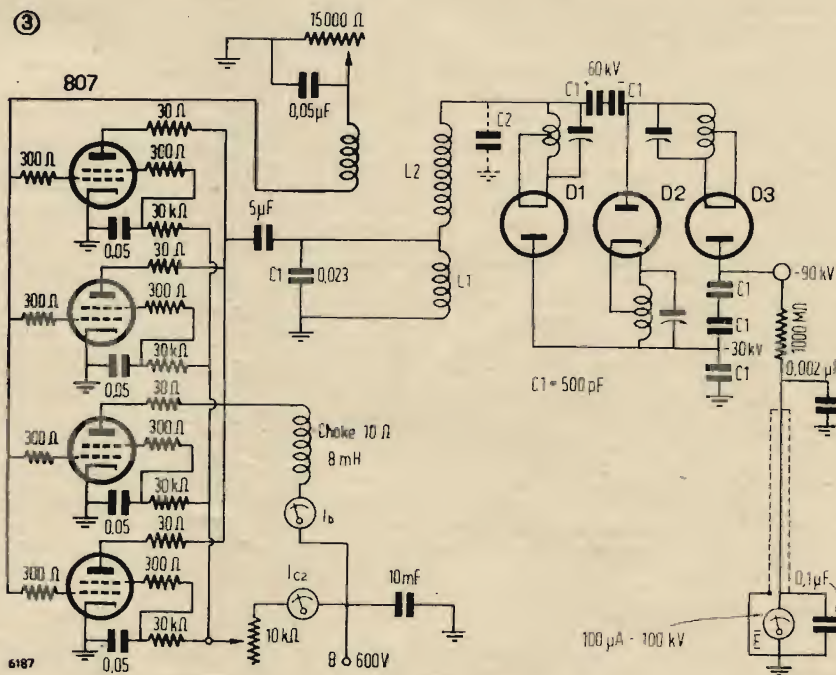 3
807
15000 Ω
0,05μF
30 Ω
300 Ω
300 Ω
30 kΩ
0.05
30 Ω
300 Ω
300 Ω
30 kΩ
0.05
30 Ω
300 Ω
300 Ω
30 kΩ
0.05
30 Ω
300 Ω
300 Ω
30 kΩ
0,05
5μF
C1
0,023
L2
L1
C2
60 kV
C1
C1
D1
D2
D3
-90 kV
C1
C1
-30 kV
C1
C1 = 500 pF
1000 MΩ
0,002 μF
Choke 10 Ω
8 mH
Ib
IC2
10 kΩ
10mF
B 600V
0,1μF
E
100 μA - 100 kV
6187